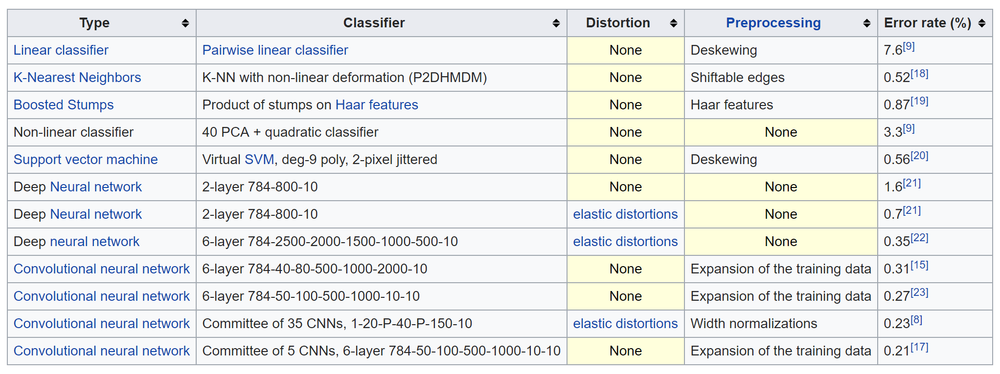 Type Classifier Distortion Preprocessing Error rate (%)
Linear classifier Pairwise linear classifier None Deskewing 7.6[9]
K-Nearest Neighbors K-NN with non-linear deformation (P2DHMDM) None Shiftable edges 0.52[18]
Boosted Stumps Product of stumps on Haar features None Haar features 0.87[19]
Non-linear classifier 40 PCA + quadratic classifier None None 3.3[9]
Support vector machine Virtual SVM, deg-9 poly, 2-pixel jittered None Deskewing 0.56[20]
Deep Neural network 2-layer 784-800-10 None None 1.6[21]
Deep Neural network 2-layer 784-800-10 elastic distortions None 0.7[21]
Deep neural network 6-layer 784-2500-2000-1500-1000-500-10 elastic distortions None 0.35[22]
Convolutional neural network 6-layer 784-40-80-500-1000-2000-10 None Expansion of the training data 0.31[15]
Convolutional neural network 6-layer 784-50-100-500-1000-10-10 None Expansion of the training data 0.27[23]
Convolutional neural network Committee of 35 CNNs, 1-20-P-40-P-150-10 elastic distortions Width normalizations 0.23[8]
Convolutional neural network Committee of 5 CNNs, 6-layer 784-50-100-500-1000-10-10 None Expansion of the training data 0.21[17]